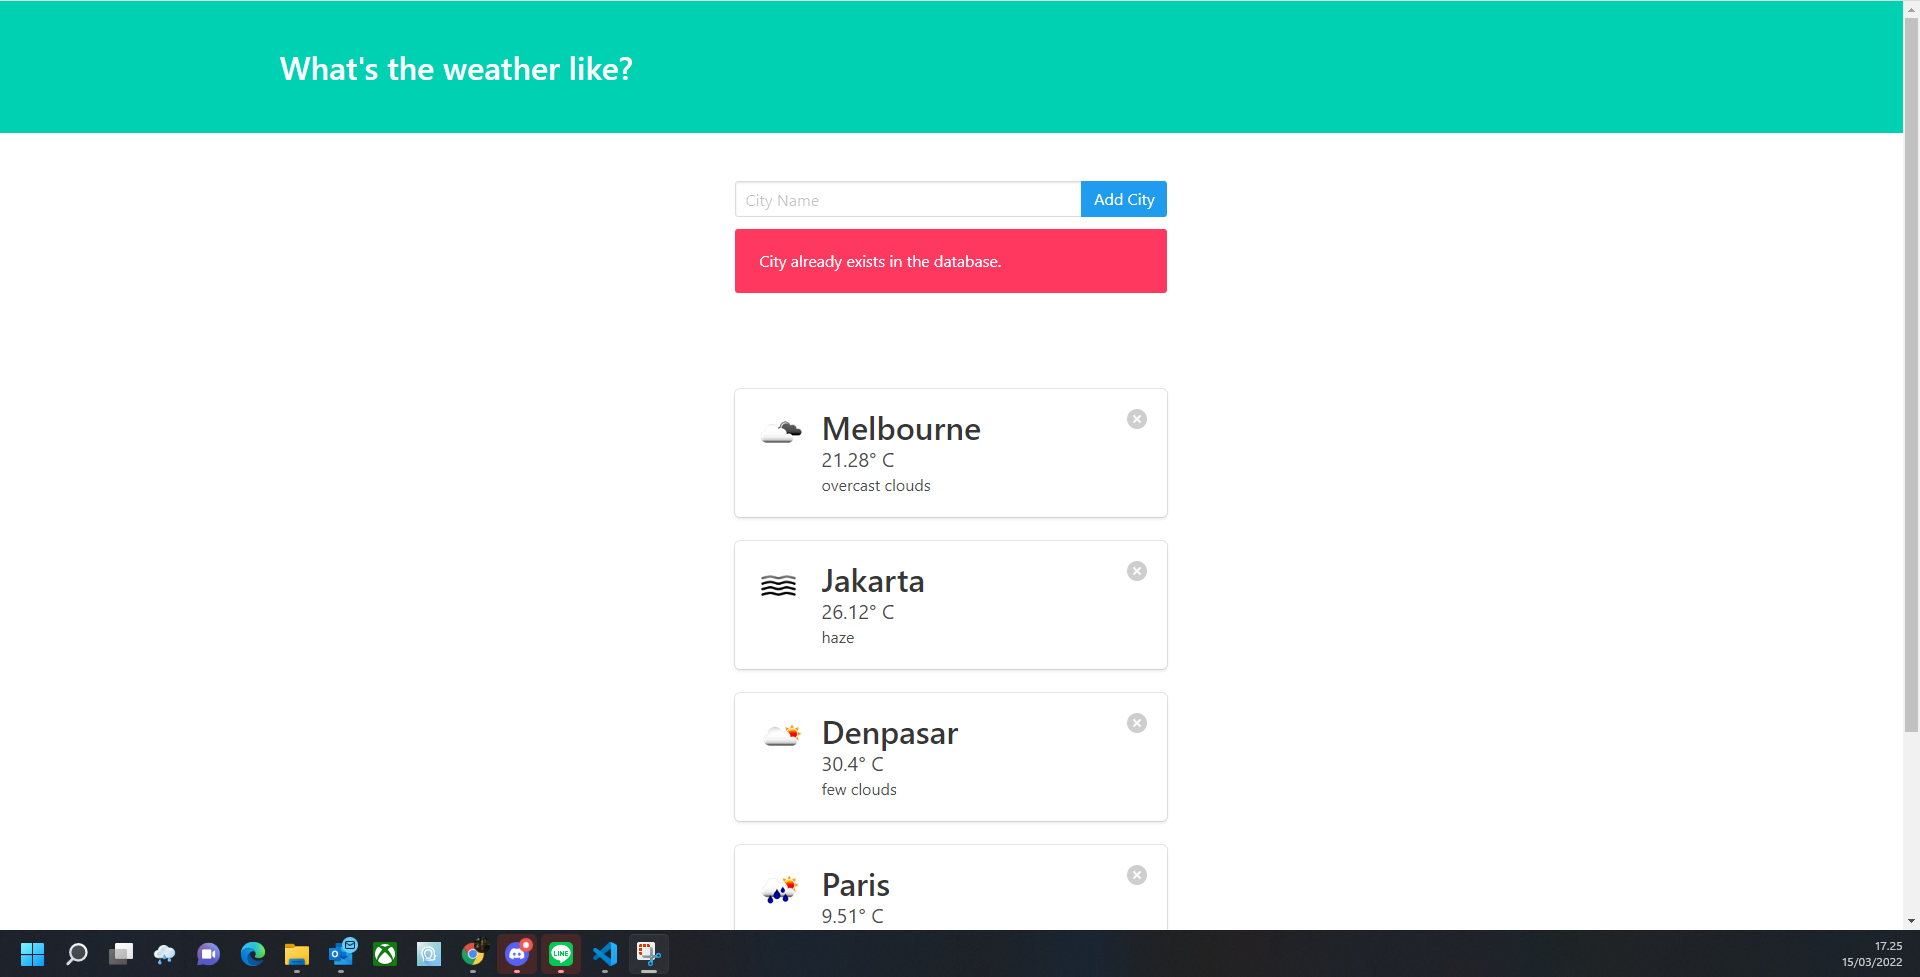 What's the weather like?
City Name
Add City
City already exists in the database.
Melbourne
21.28° C
overcast clouds
Jakarta
26.12° C
haze
Denpasar
30.4° C
few clouds
Paris
9.51° C
LINE
17.25
15/03/2022